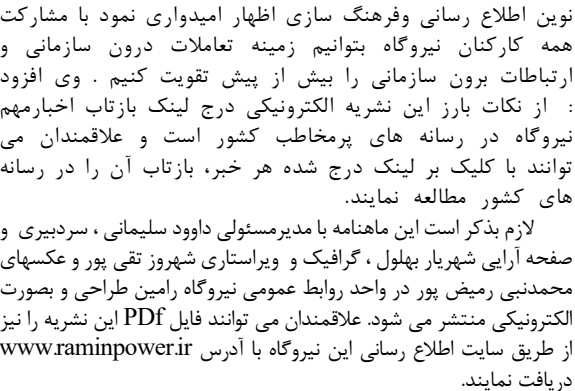 نوین اطلاع رسانی وفرهنگ سازی اظهار امیدواری نمود با مشارکت
همه کارکنان نیروگاه بتوانیم زمینه تعاملات درون سازمانی و
ارتباطات برون سازمانی را بیش از پیش تقویت کنیم . وی افزود
: از نکات بارز این نشریه الکترونیکی درج لینک بازتاب اخبارمهم
نیروگاه در رسانه های پرمخاطب کشور است و علاقمندان می
توانند با کلیک بر لینک درج شده هر خبر، بازتاب آن را در رسانه
های کشور مطالعه نمایند.
لازم بذکر است این ماهنامه با مدیرمسئولی داوود سلیمانی ، سردبیری و
صفحه آرایی شهریار بهلول ، گرافیک و ویراستاری شهروز تقی پور و عکسهای
محمدنبی رمیض پور در واحد روابط عمومی نیروگاه رامین طراحی و بصورت
الکترونیکی منتشر می شود. علاقمندان می توانند فایل PDf این نشریه را نیز
از طریق سایت اطلاع رسانی این نیروگاه با آدرس www.raminpower.ir
دریافت نمایند.